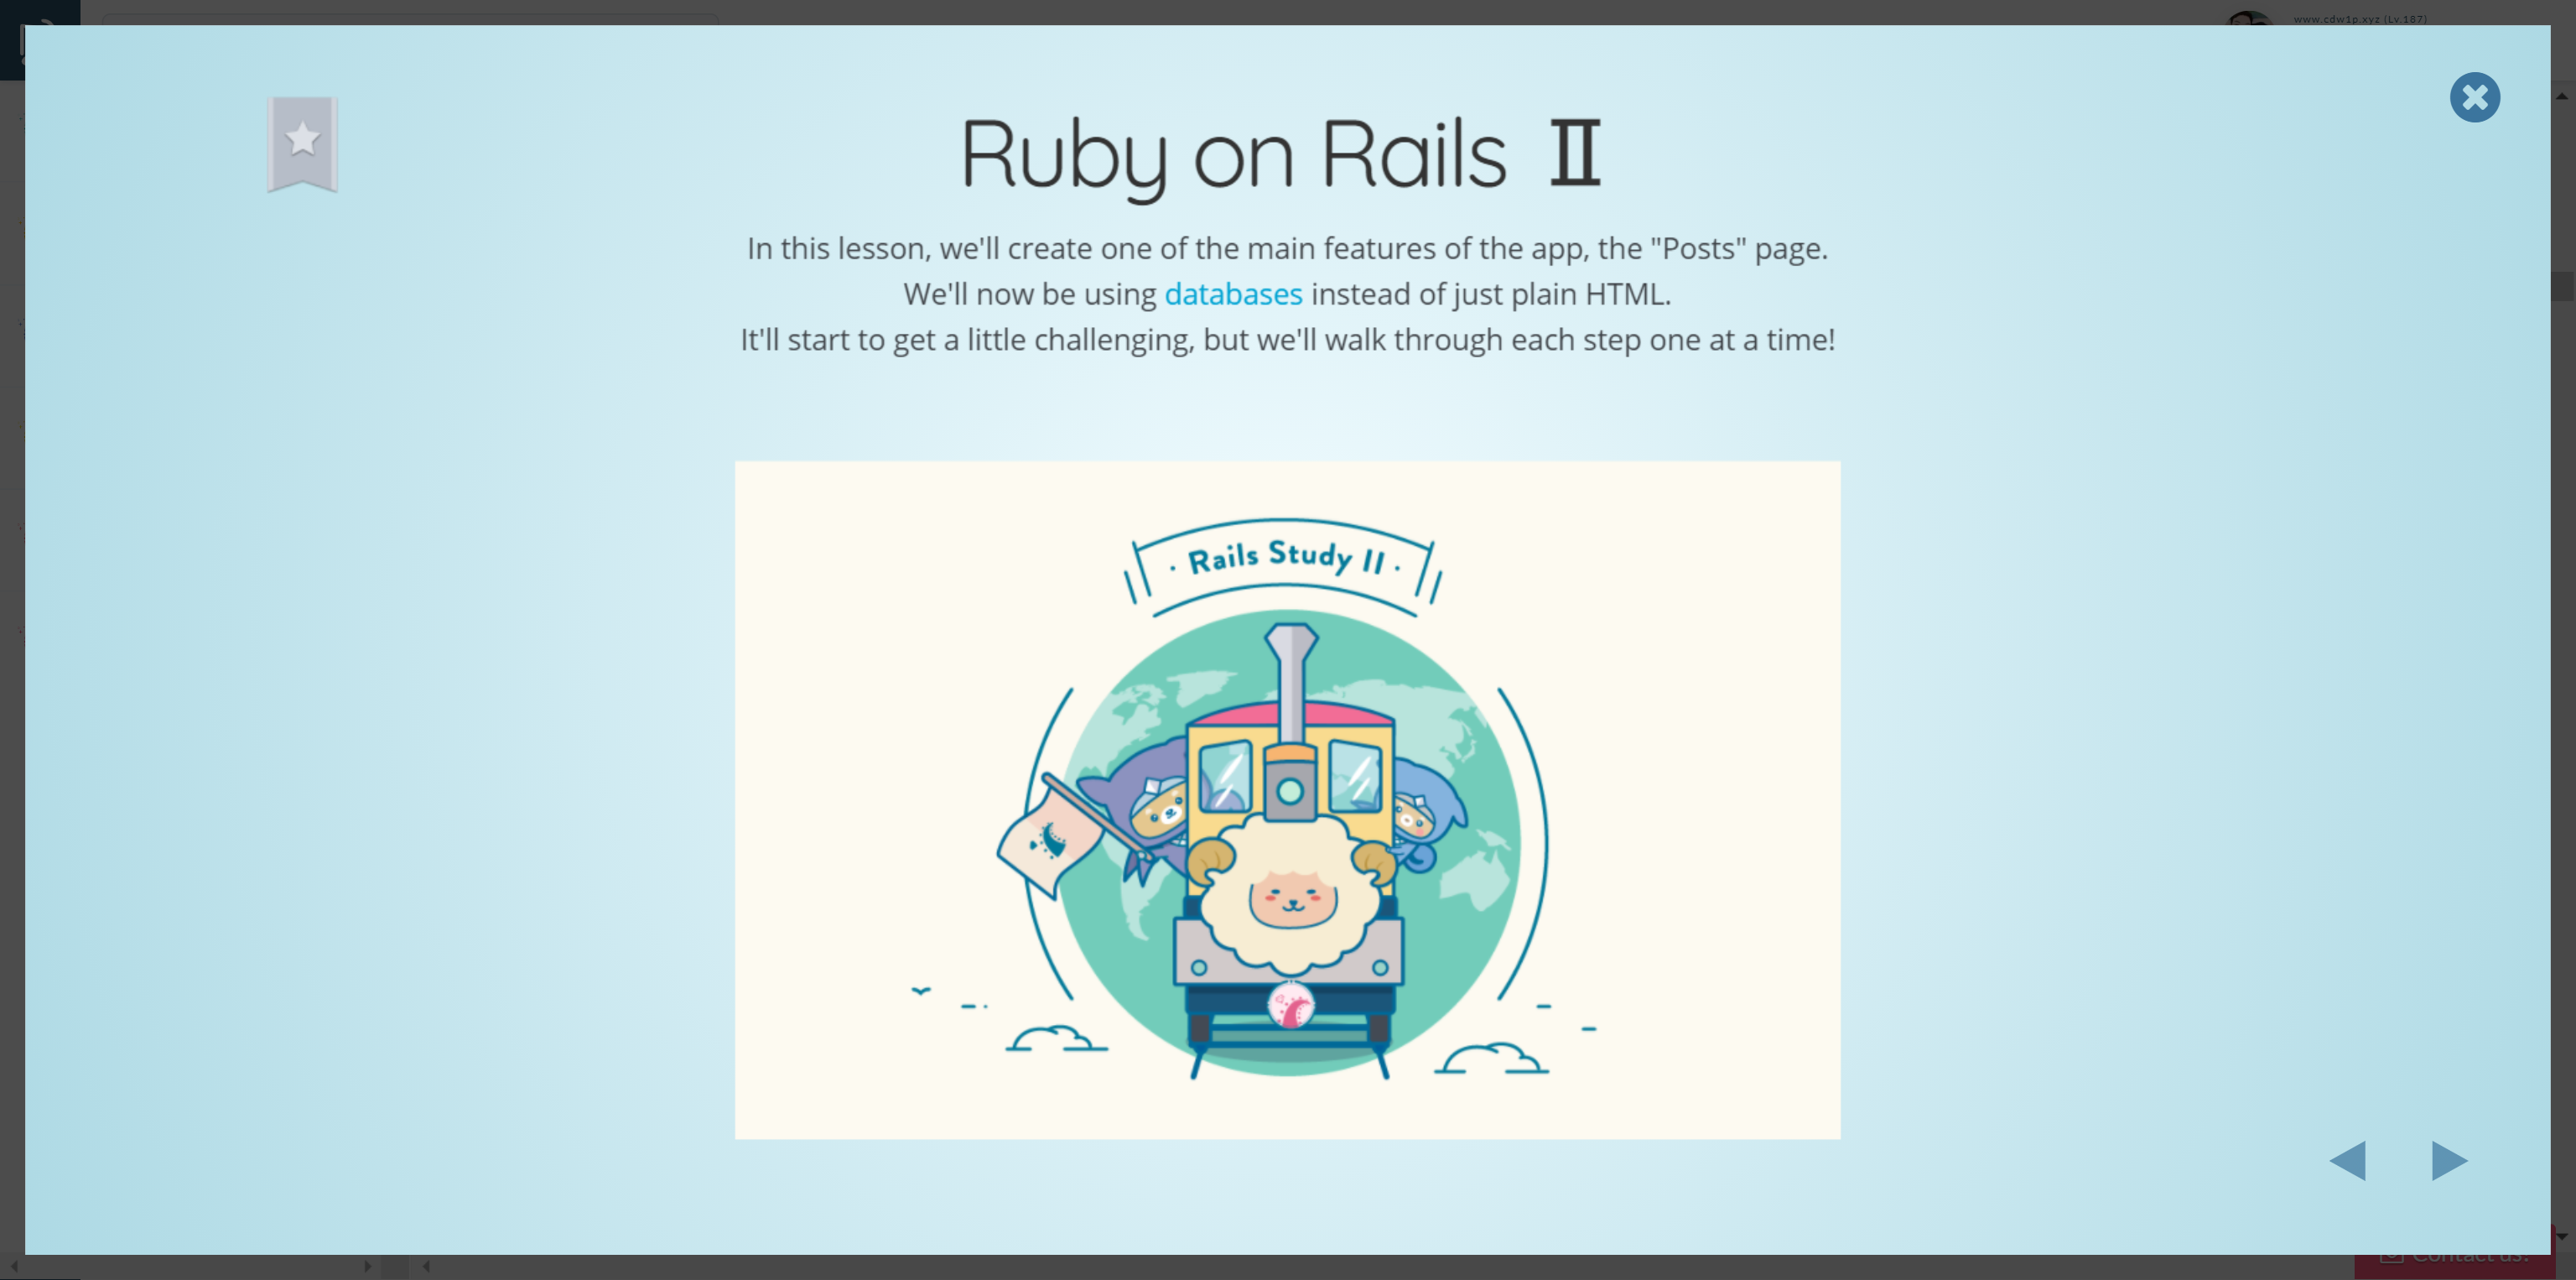 www.cdw1p.xyz (Lv.187)
Ruby on Rails Ⅱ
In this lesson, we'll create one of the main features of the app, the "Posts" page.
We'll now be using databases instead of just plain HTML.
It'll start to get a little challenging, but we'll walk through each step one at a time!
· Rails Study II ·
Contact us!